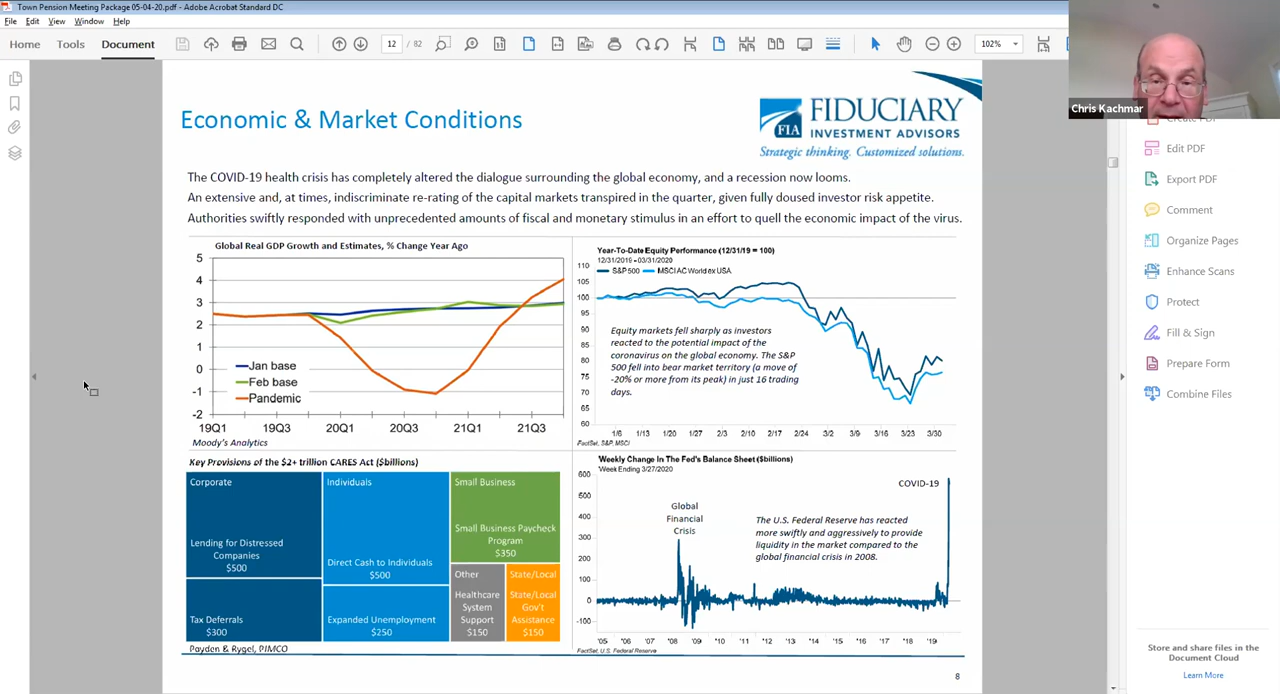 Town Pension Meeting Package 05-04-20.pdf - Adobe Acrobat Standard DC
File Edit View Window Help
Home Tools Document 12 / 82 102%
Chris Kachmar
Create PDF
Edit PDF
Export PDF
Comment
Organize Pages
Enhance Scans
Protect
Fill & Sign
Prepare Form
Combine Files
Store and share files in the
Document Cloud
Learn More
Economic & Market Conditions
FIA
FIDUCIARY
INVESTMENT ADVISORS
Strategic thinking. Customized solutions.
The COVID-19 health crisis has completely altered the dialogue surrounding the global economy, and a recession now looms.
An extensive and, at times, indiscriminate re-rating of the capital markets transpired in the quarter, given fully doused investor risk appetite.
Authorities swiftly responded with unprecedented amounts of fiscal and monetary stimulus in an effort to quell the economic impact of the virus.
Global Real GDP Growth and Estimates, % Change Year Ago
5
4
3
2
1
0
-1
-2
Jan base
Feb base
Pandemic
19Q1 19Q3 20Q1 20Q3 21Q1 21Q3
Moody's Analytics
Year-To-Date Equity Performance (12/31/19 = 100)
12/31/2019 - 03/31/2020
S&P 500 MSCI AC World ex USA
110
105
100
95
90
85
80
75
70
65
60
Equity markets fell sharply as investors
reacted to the potential impact of the
coronavirus on the global economy. The S&P
500 fell into bear market territory (a move of
-20% or more from its peak) in just 16 trading
days.
1/6 1/13 1/20 1/27 2/3 2/10 2/17 2/24 3/2 3/9 3/16 3/23 3/30
FactSet, S&P, MSCI
Key Provisions of the $2+ trillion CARES Act ($billions)
Corporate
Lending for Distressed
Companies
$500
Tax Deferrals
$300
Individuals
Direct Cash to Individuals
$500
Expanded Unemployment
$250
Small Business
Small Business Paycheck
Program
$350
Other
Healthcare
System
Support
$150
State/Local
State/Local
Gov't
Assistance
$150
Payden & Rygel, PIMCO
Weekly Change In The Fed's Balance Sheet ($billions)
Week Ending 3/27/2020
600
500
400
300
200
100
0
-100
Global
Financial
Crisis
COVID-19
The U.S. Federal Reserve has reacted
more swiftly and aggressively to provide
liquidity in the market compared to the
global financial crisis in 2008.
'05 '06 '07 '08 '09 '10 '11 '12 '13 '14 '15 '16 '17 '18 '19
FactSet, U.S. Federal Reserve
8